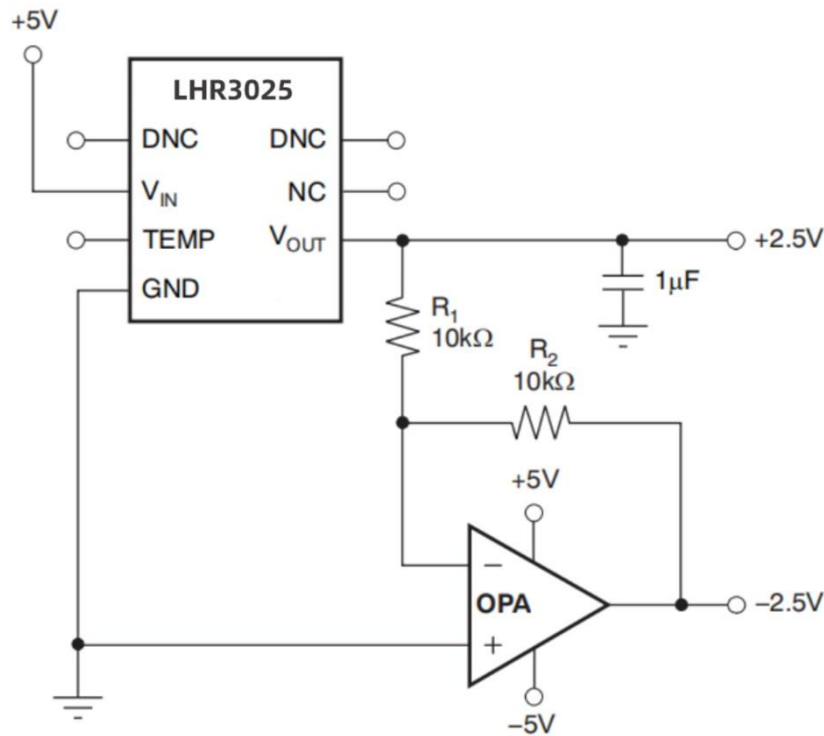 +5V
LHR3025
DNC DNC
VIN NC
TEMP VOUT
GND
+2.5V
1μF
R1
10kΩ
R2
10kΩ
+5V
−
OPA
+
–2.5V
–5V